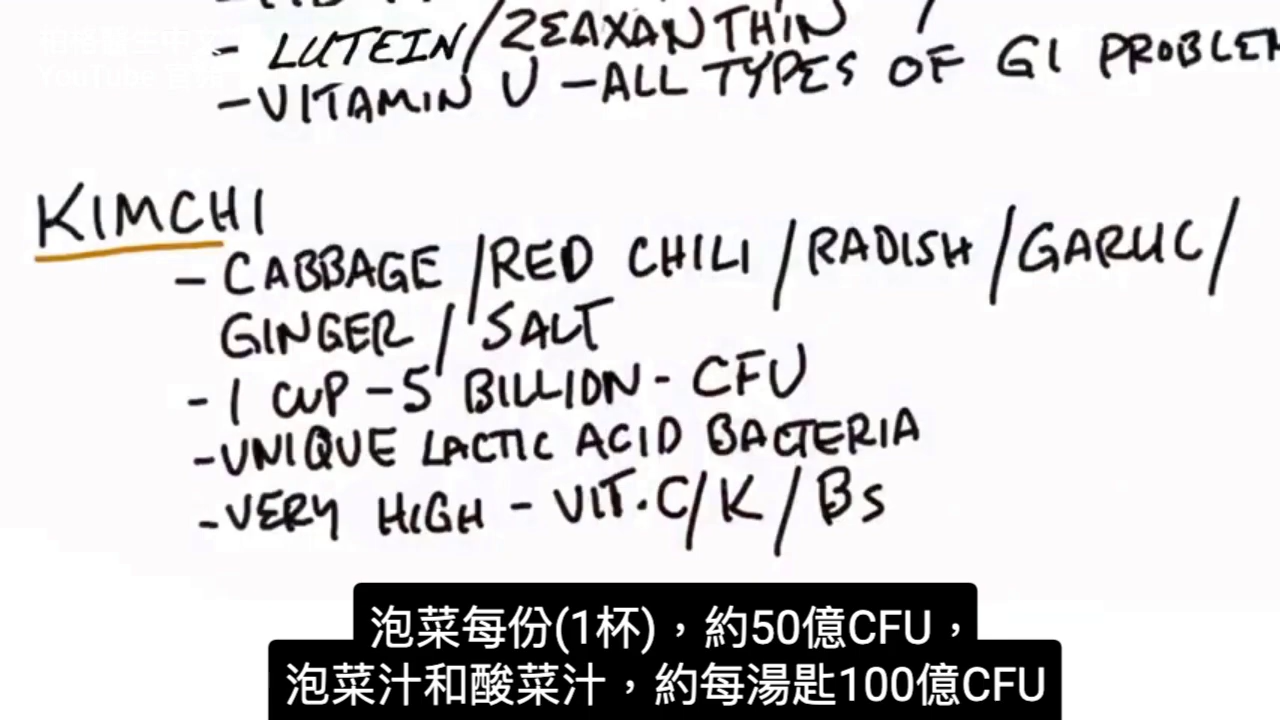 - LUTEIN/ZEAXANTHIN /
- VITAMIN U - ALL TYPES OF GI PROBLEM
KIMCHI
- CABBAGE / RED CHILI / RADISH / GARLIC /
GINGER / SALT
- 1 CUP - 5 BILLION - CFU
- UNIQUE LACTIC ACID BACTERIA
- VERY HIGH - VIT. C/K/Bs
泡菜每份(1杯)，約50億CFU，
泡菜汁和酸菜汁，約每湯匙100億CFU